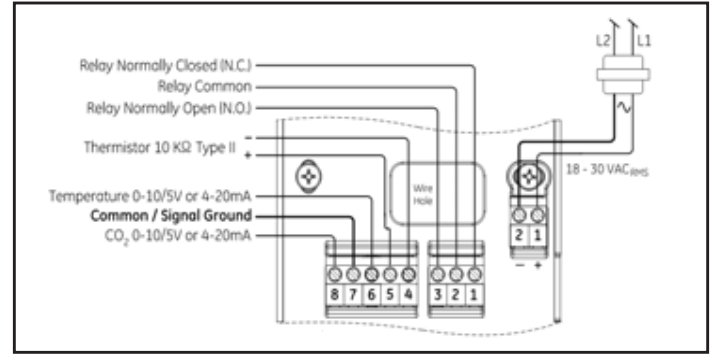 L2 L1
Relay Normally Closed (N.C.)
Relay Common
Relay Normally Open (N.O.)
Thermistor 10 KΩ Type II
−
+
Wire
Hole
18 - 30 VAC RMS
Temperature 0-10/5V or 4-20mA
Common / Signal Ground
CO₂ 0-10/5V or 4-20mA
2 1
− +
8 7 6 5 4 3 2 1